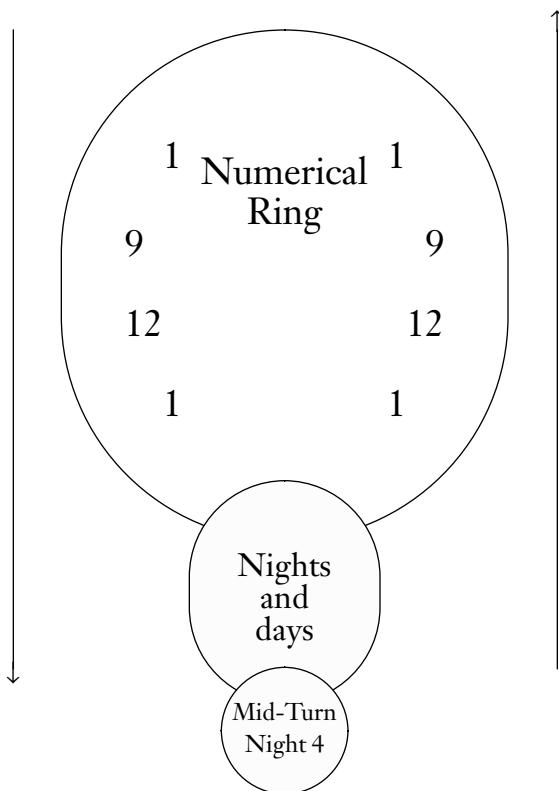 1 Numerical 1
Ring
9 9
12 12
1 1
Nights
and
days
Mid-Turn
Night 4